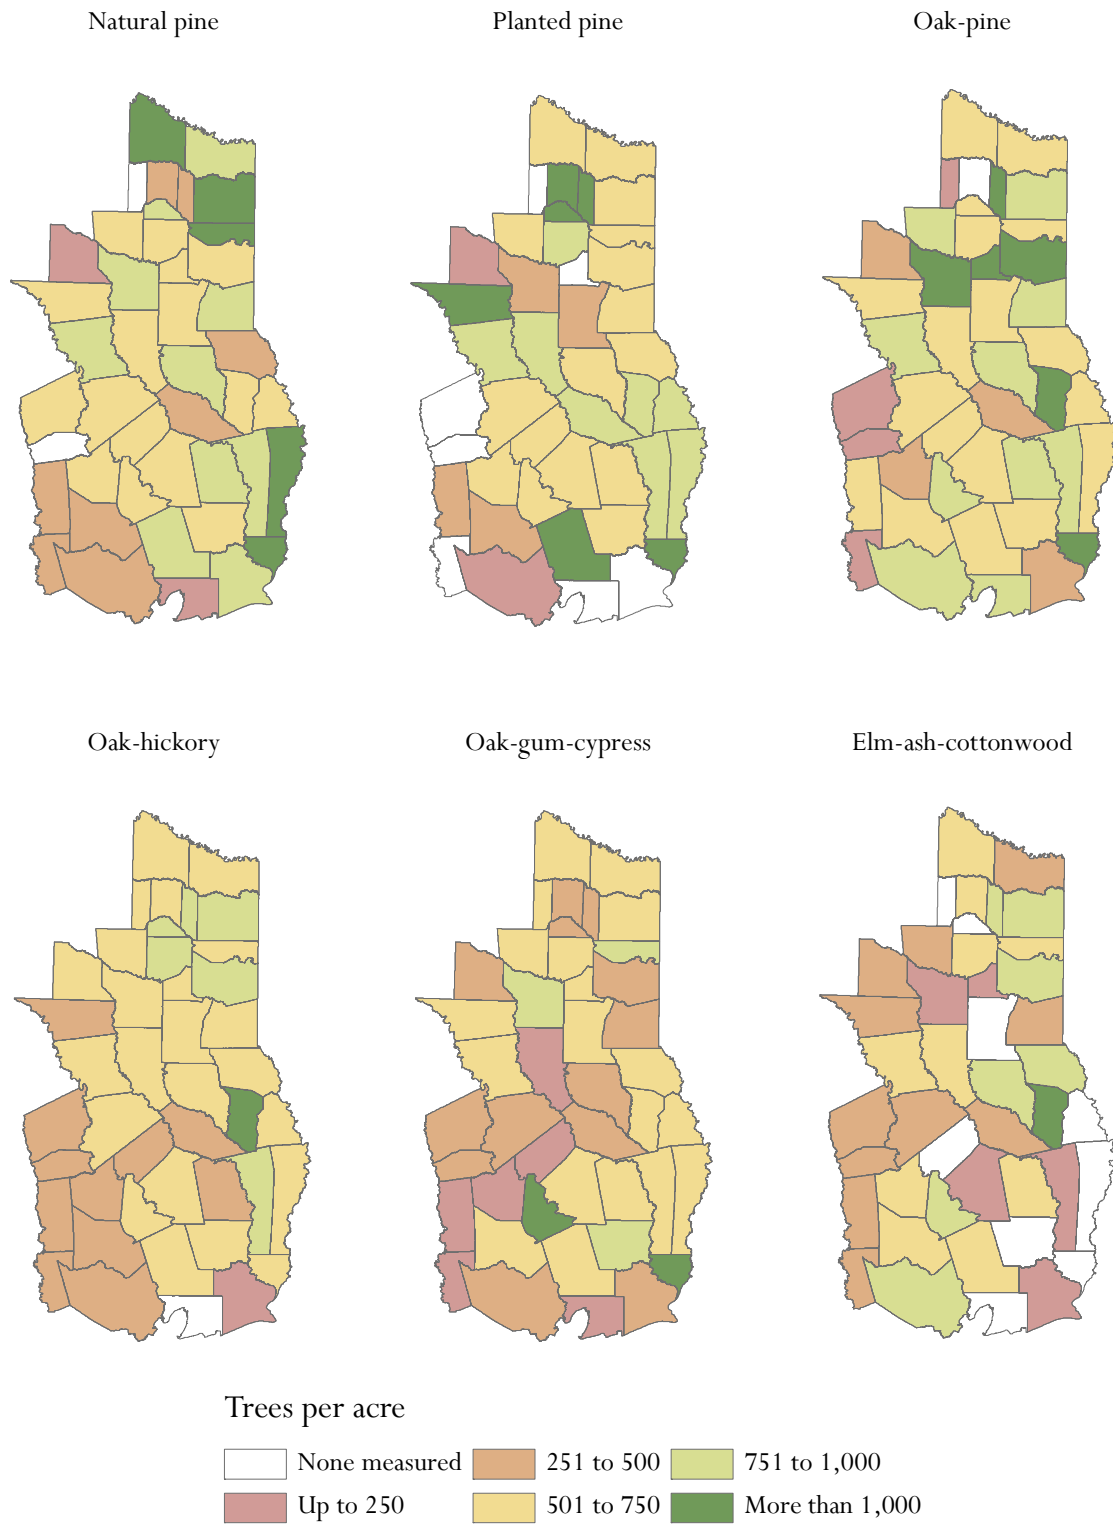 Natural pine
Planted pine
Oak-pine
Oak-hickory
Oak-gum-cypress
Elm-ash-cottonwood
Trees per acre
None measured
251 to 500
751 to 1,000
Up to 250
501 to 750
More than 1,000